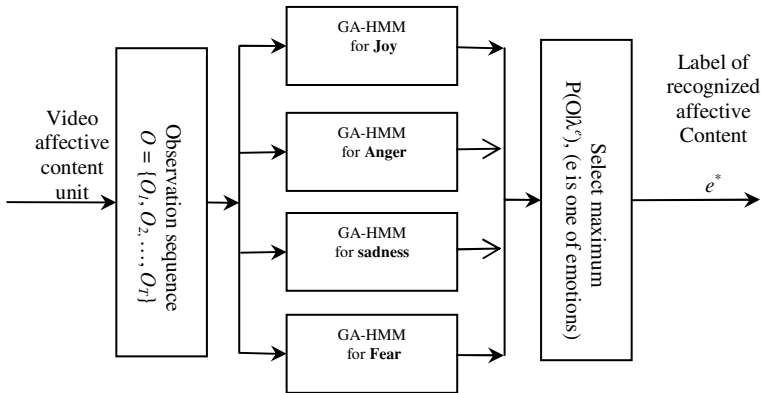 Video
affective
content
unit
Observation sequence
O = {O1, O2,…, OT}
GA-HMM
for Joy
GA-HMM
for Anger
GA-HMM
for sadness
GA-HMM
for Fear
Select maximum
P(O|λᵉ), (e is one of emotions)
Label of
recognized
affective
Content
e*